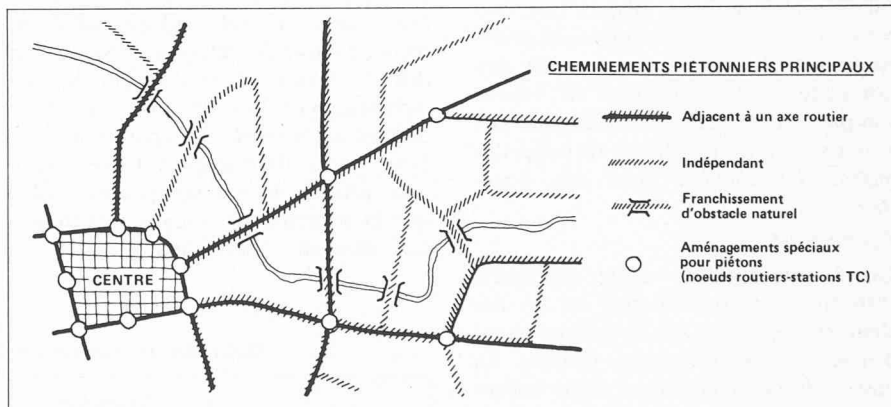 CHEMINEMENTS PIÉTONNIERS PRINCIPAUX
Adjacent à un axe routier
Indépendant
Franchissement
d'obstacle naturel
Aménagements spéciaux
pour piétons
(noeuds routiers-stations TC)
CENTRE